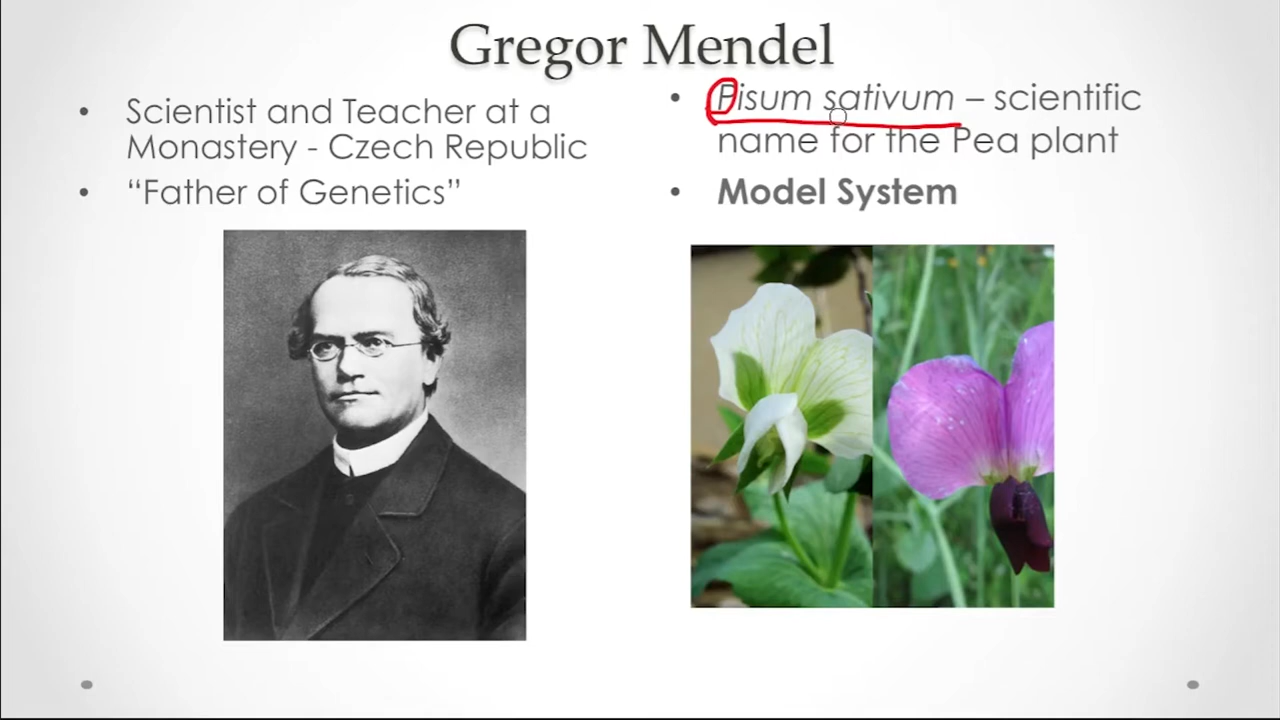 Gregor Mendel
• Scientist and Teacher at a
Monastery - Czech Republic
• “Father of Genetics”
• Pisum sativum – scientific
name for the Pea plant
• Model System